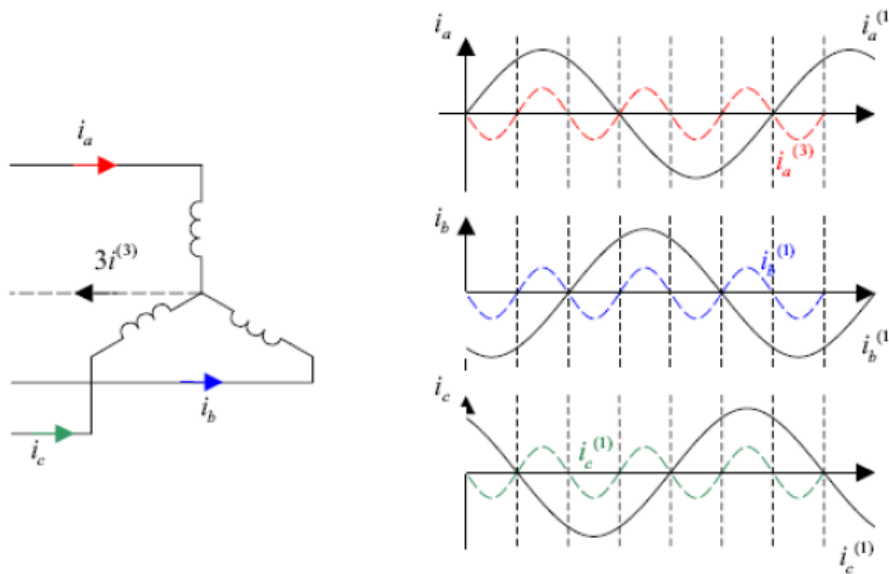 i_a
3i^(3)
i_b
i_c
i_a
i_a^(1
i_a^(3)
i_b
i_b^(1)
i_b^(1
i_c
i_c^(1)
i_c^(1)